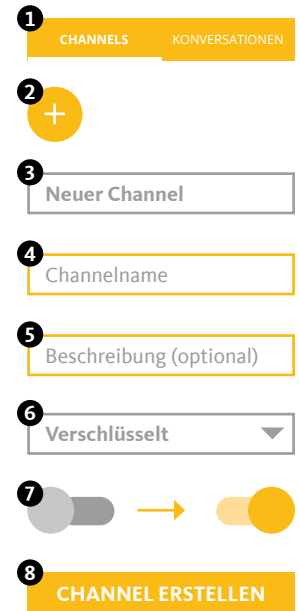 1
CHANNELS KONVERSATIONEN
2
+
3
Neuer Channel
4
Channelname
5
Beschreibung (optional)
6
Verschlüsselt
7
8
CHANNEL ERSTELLEN